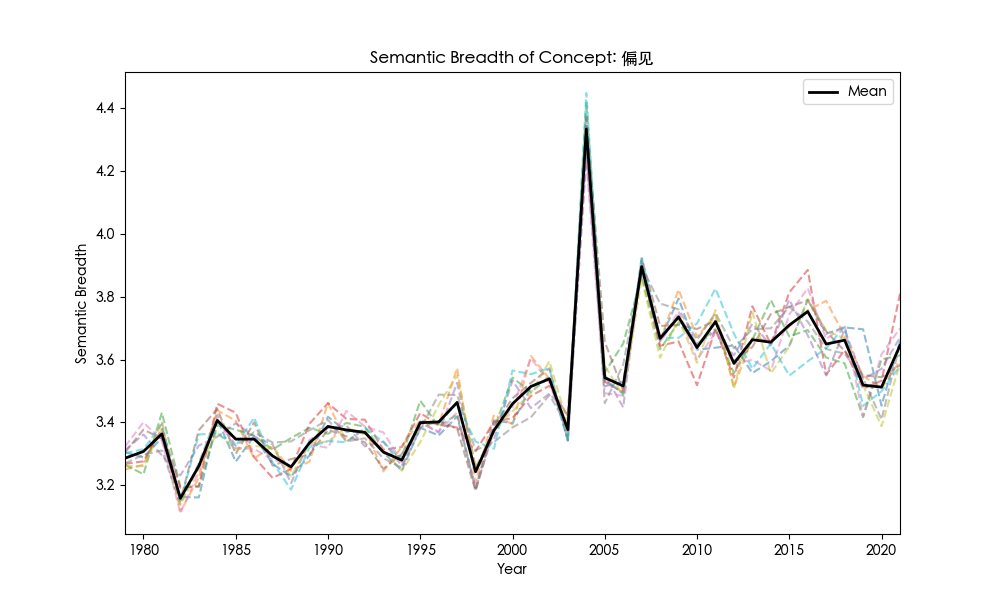 Semantic Breadth of Concept: 偏见
Mean
Semantic Breadth
4.4
4.2
4.0
3.8
3.6
3.4
3.2
1980 1985 1990 1995 2000 2005 2010 2015 2020
Year